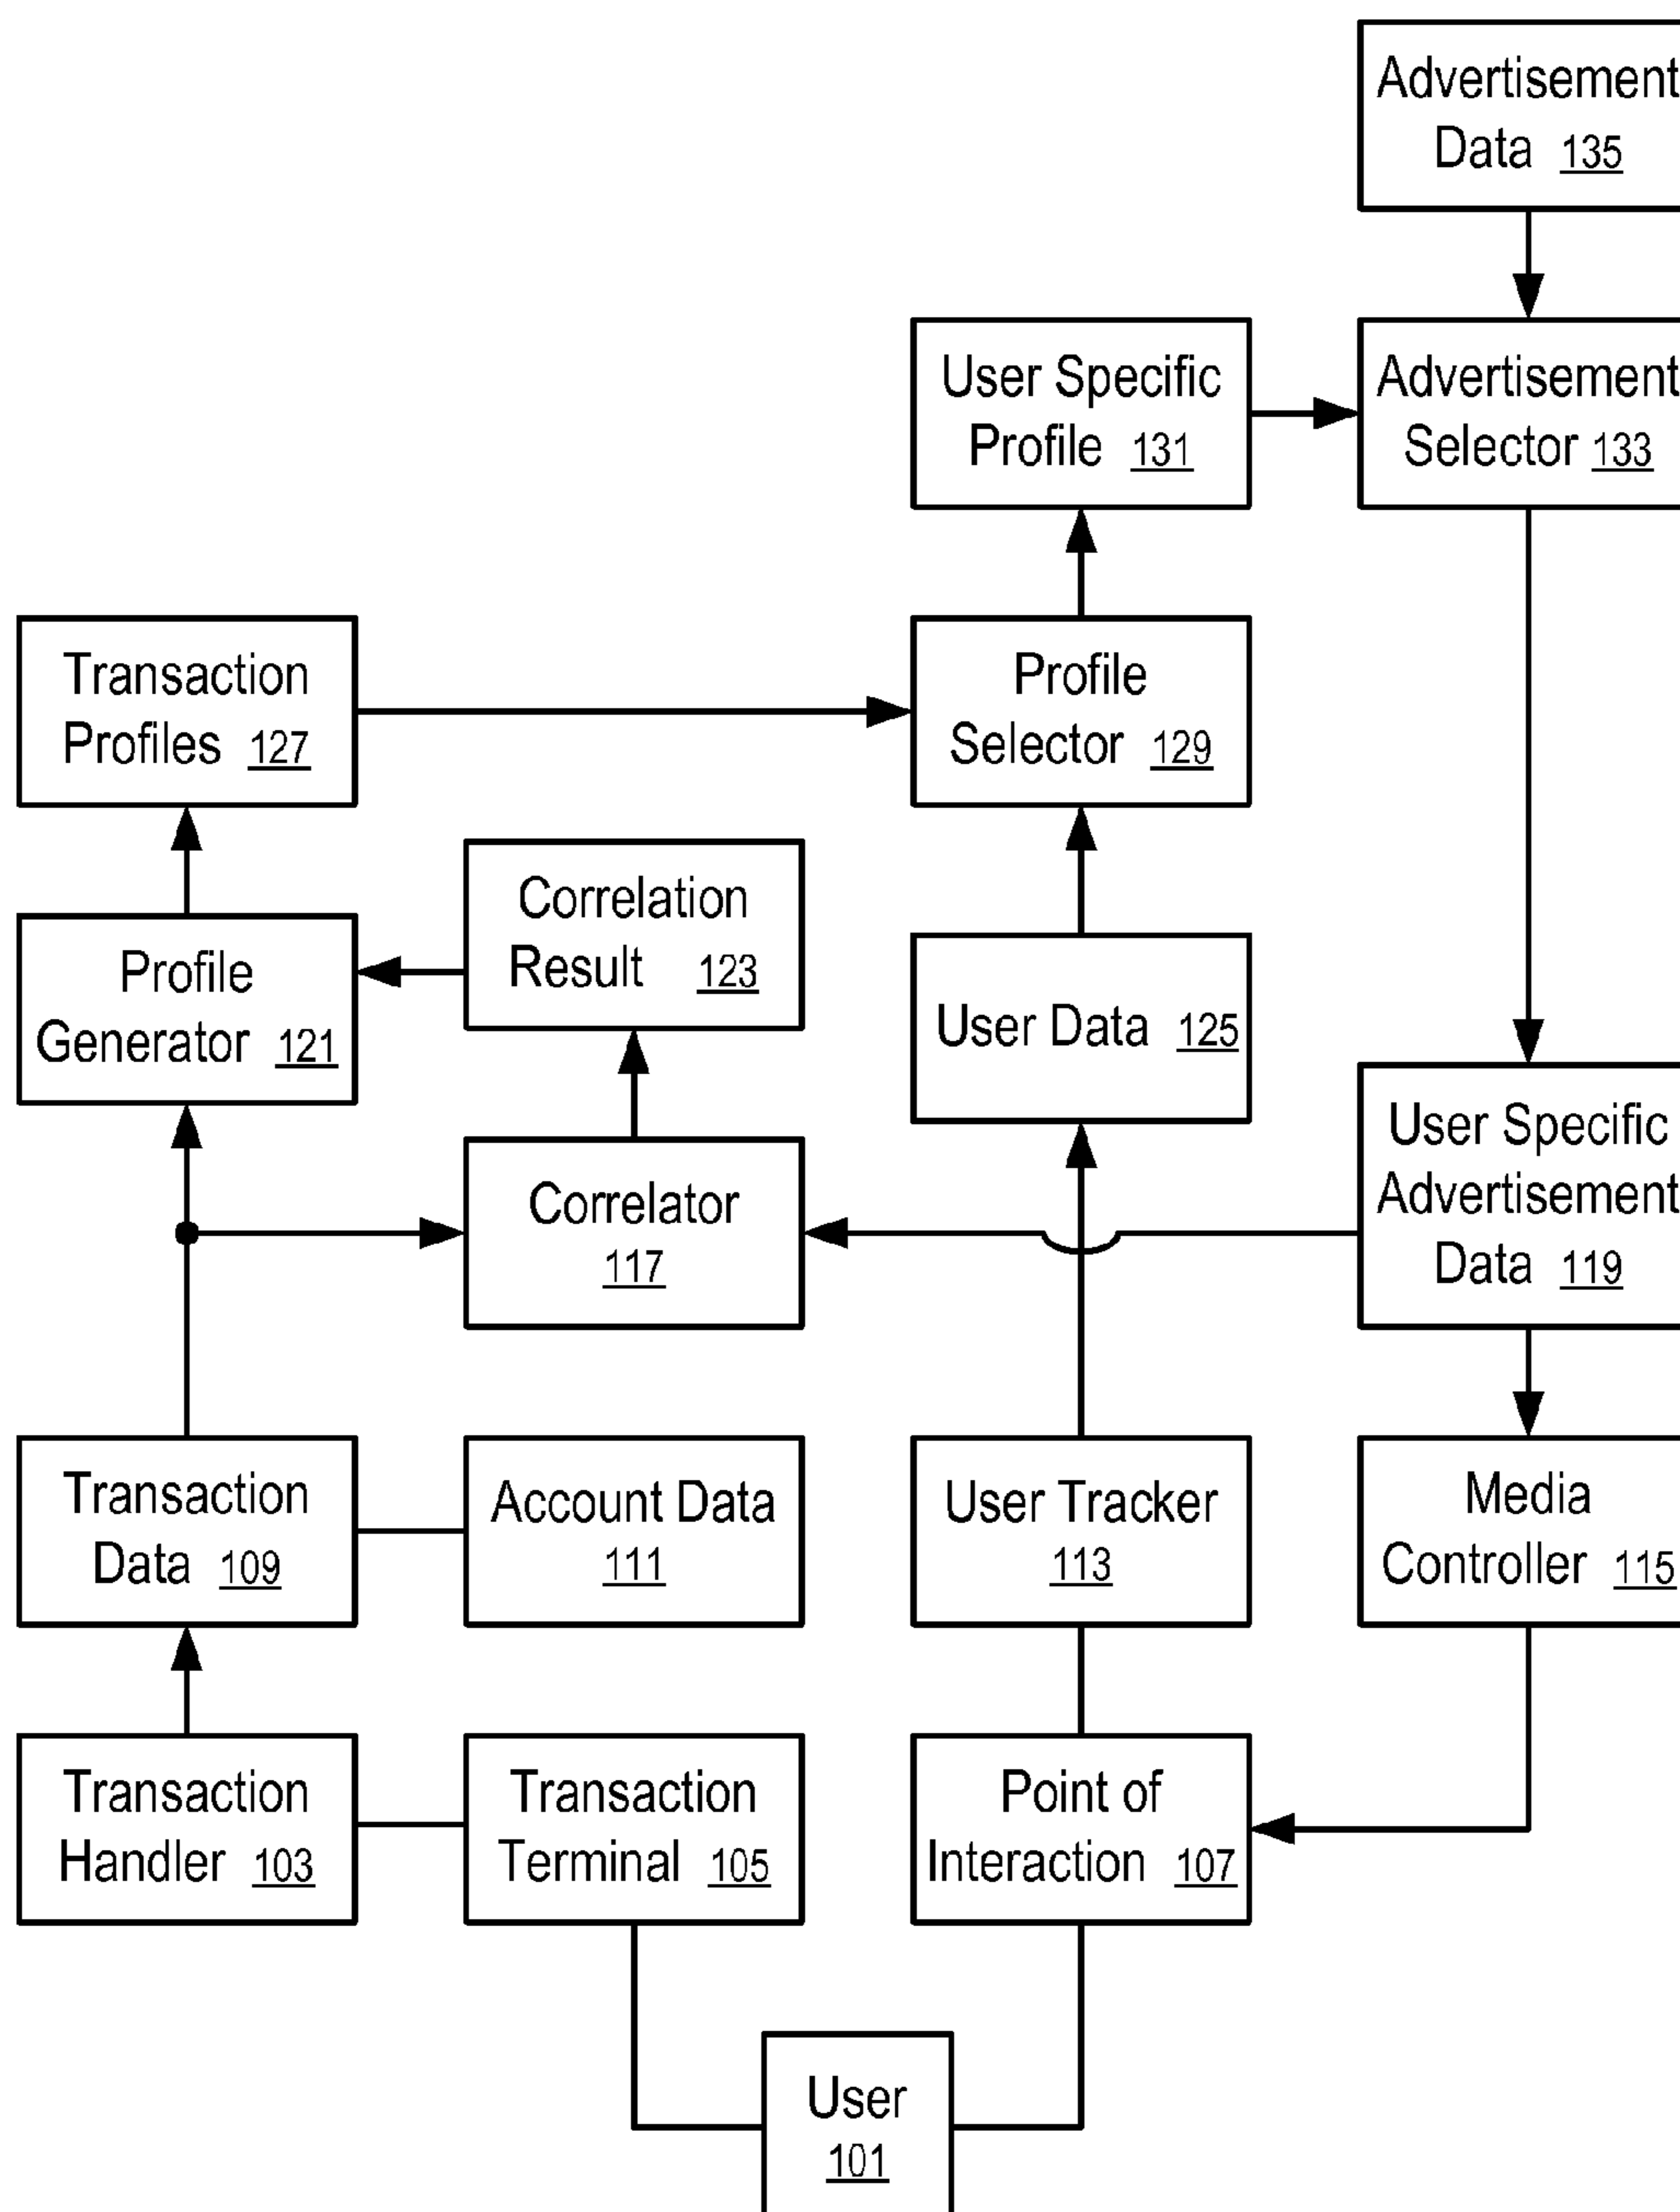 Advertisement
Data 135
User Specific
Profile 131
Advertisement
Selector 133
Transaction
Profiles 127
Profile
Selector 129
Correlation
Result 123
Profile
Generator 121
User Data 125
User Specific
Advertisement
Data 119
Correlator
117
Transaction
Data 109
Account Data
111
User Tracker
113
Media
Controller 115
Transaction
Handler 103
Transaction
Terminal 105
Point of
Interaction 107
User
101